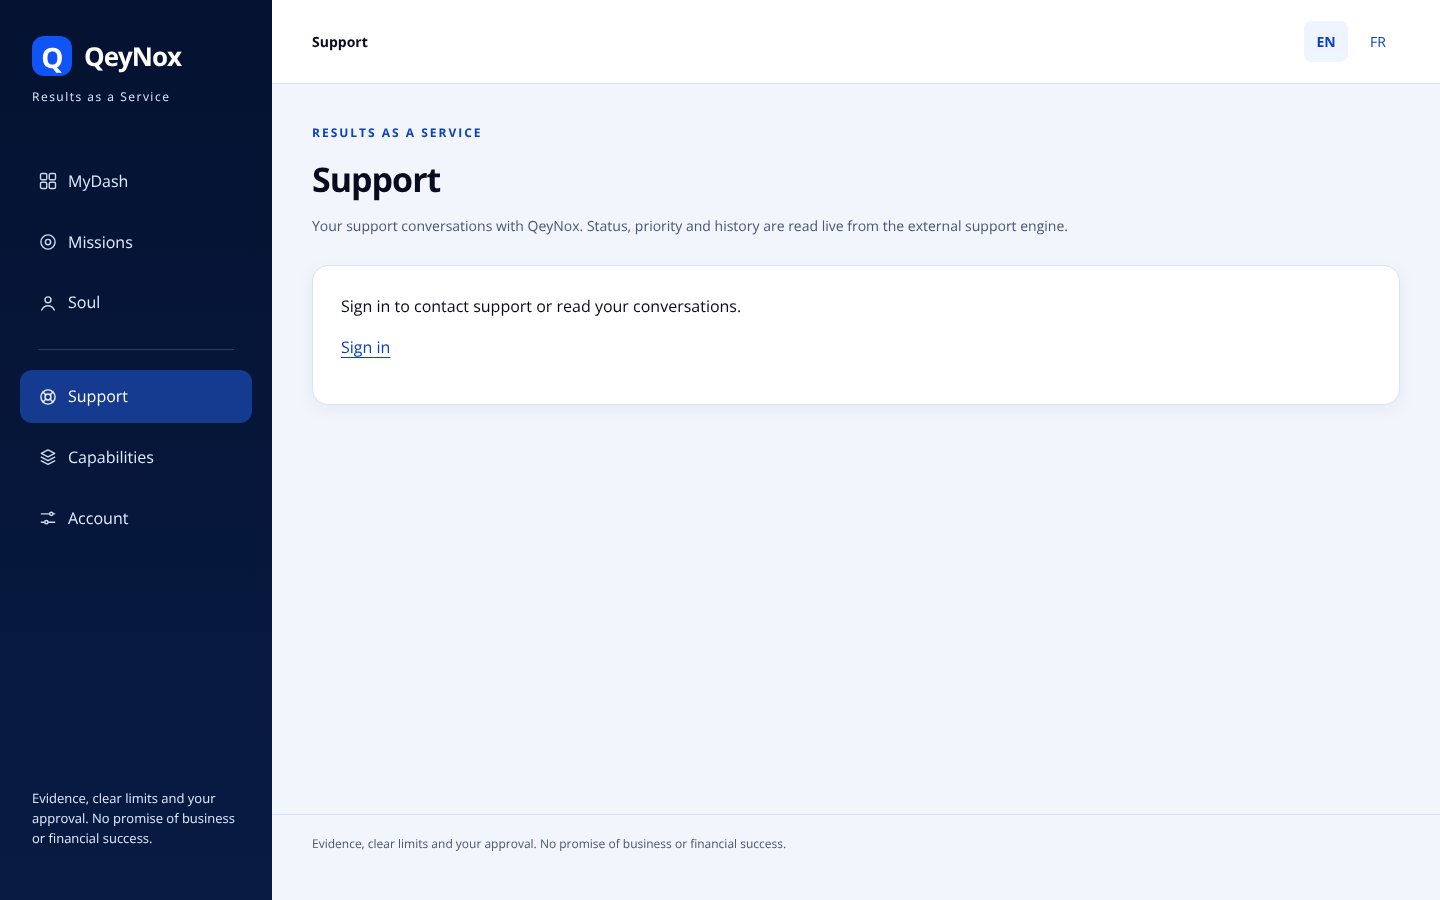 Q QeyNox
Results as a Service
MyDash
Missions
Soul
Support
Capabilities
Account
Evidence, clear limits and your
approval. No promise of business
or financial success.
Support
EN
FR
RESULTS AS A SERVICE
Support
Your support conversations with QeyNox. Status, priority and history are read live from the external support engine.
Sign in to contact support or read your conversations.
Sign in
Evidence, clear limits and your approval. No promise of business or financial success.